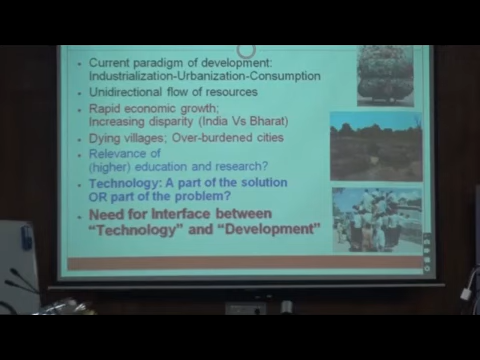 Current paradigm of development:
Industrialization-Urbanization-Consumption
Unidirectional flow of resources
Rapid economic growth;
Increasing disparity (India Vs Bharat)
Dying villages; Over-burdened cities
Relevance of
(higher) education and research?
Technology: A part of the solution
OR part of the problem?
Need for Interface between
“Technology” and “Development”